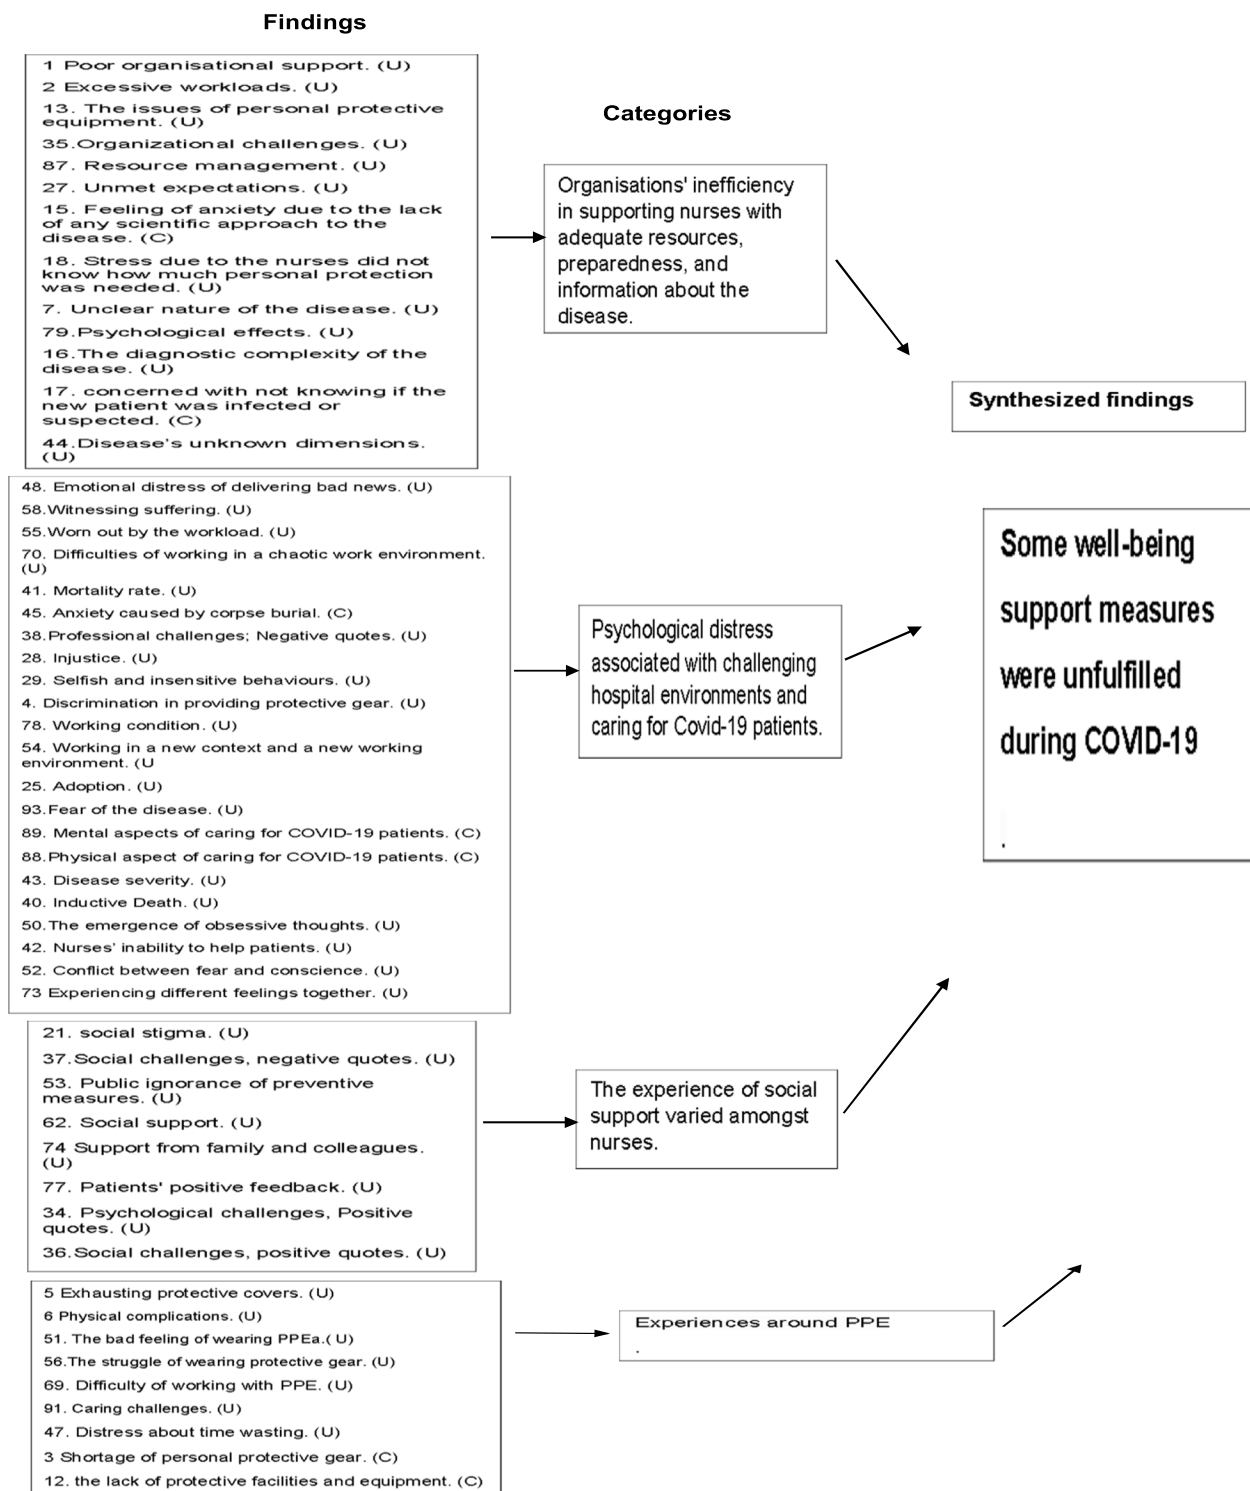 Findings
1 Poor organisational support. (U)
2 Excessive workloads. (U)
13. The issues of personal protective
equipment. (U)
35.Organizational challenges. (U)
87. Resource management. (U)
27. Unmet expectations. (U)
15. Feeling of anxiety due to the lack
of any scientific approach to the
disease. (C)
18. Stress due to the nurses did not
know how much personal protection
was needed. (U)
7. Unclear nature of the disease. (U)
79.Psychological effects. (U)
16.The diagnostic complexity of the
disease. (U)
17. concerned with not knowing if the
new patient was infected or
suspected. (C)
44.Disease's unknown dimensions.
(U)
48. Emotional distress of delivering bad news. (U)
58.Witnessing suffering. (U)
55.Worn out by the workload. (U)
70. Difficulties of working in a chaotic work environment.
(U)
41. Mortality rate. (U)
45. Anxiety caused by corpse burial. (C)
38.Professional challenges; Negative quotes. (U)
28. Injustice. (U)
29. Selfish and insensitive behaviours. (U)
4. Discrimination in providing protective gear. (U)
78. Working condition. (U)
54. Working in a new context and a new working
environment. (U
25. Adoption. (U)
93.Fear of the disease. (U)
89. Mental aspects of caring for COVID-19 patients. (C)
88.Physical aspect of caring for COVID-19 patients. (C)
43. Disease severity. (U)
40. Inductive Death. (U)
50.The emergence of obsessive thoughts. (U)
42. Nurses' inability to help patients. (U)
52. Conflict between fear and conscience. (U)
73 Experiencing different feelings together. (U)
21. social stigma. (U)
37.Social challenges, negative quotes. (U)
53. Public ignorance of preventive
measures. (U)
62. Social support. (U)
74 Support from family and colleagues.
(U)
77. Patients' positive feedback. (U)
34. Psychological challenges, Positive
quotes. (U)
36.Social challenges, positive quotes. (U)
5 Exhausting protective covers. (U)
6 Physical complications. (U)
51. The bad feeling of wearing PPEa.( U)
56.The struggle of wearing protective gear. (U)
69. Difficulty of working with PPE. (U)
91. Caring challenges. (U)
47. Distress about time wasting. (U)
3 Shortage of personal protective gear. (C)
12. the lack of protective facilities and equipment. (C)
Categories
Organisations' inefficiency
in supporting nurses with
adequate resources,
preparedness, and
information about the
disease.
Psychological distress
associated with challenging
hospital environments and
caring for Covid-19 patients.
The experience of social
support varied amongst
nurses.
Experiences around PPE
.
Synthesized findings
Some well-being
support measures
were unfulfilled
during COVID-19
.